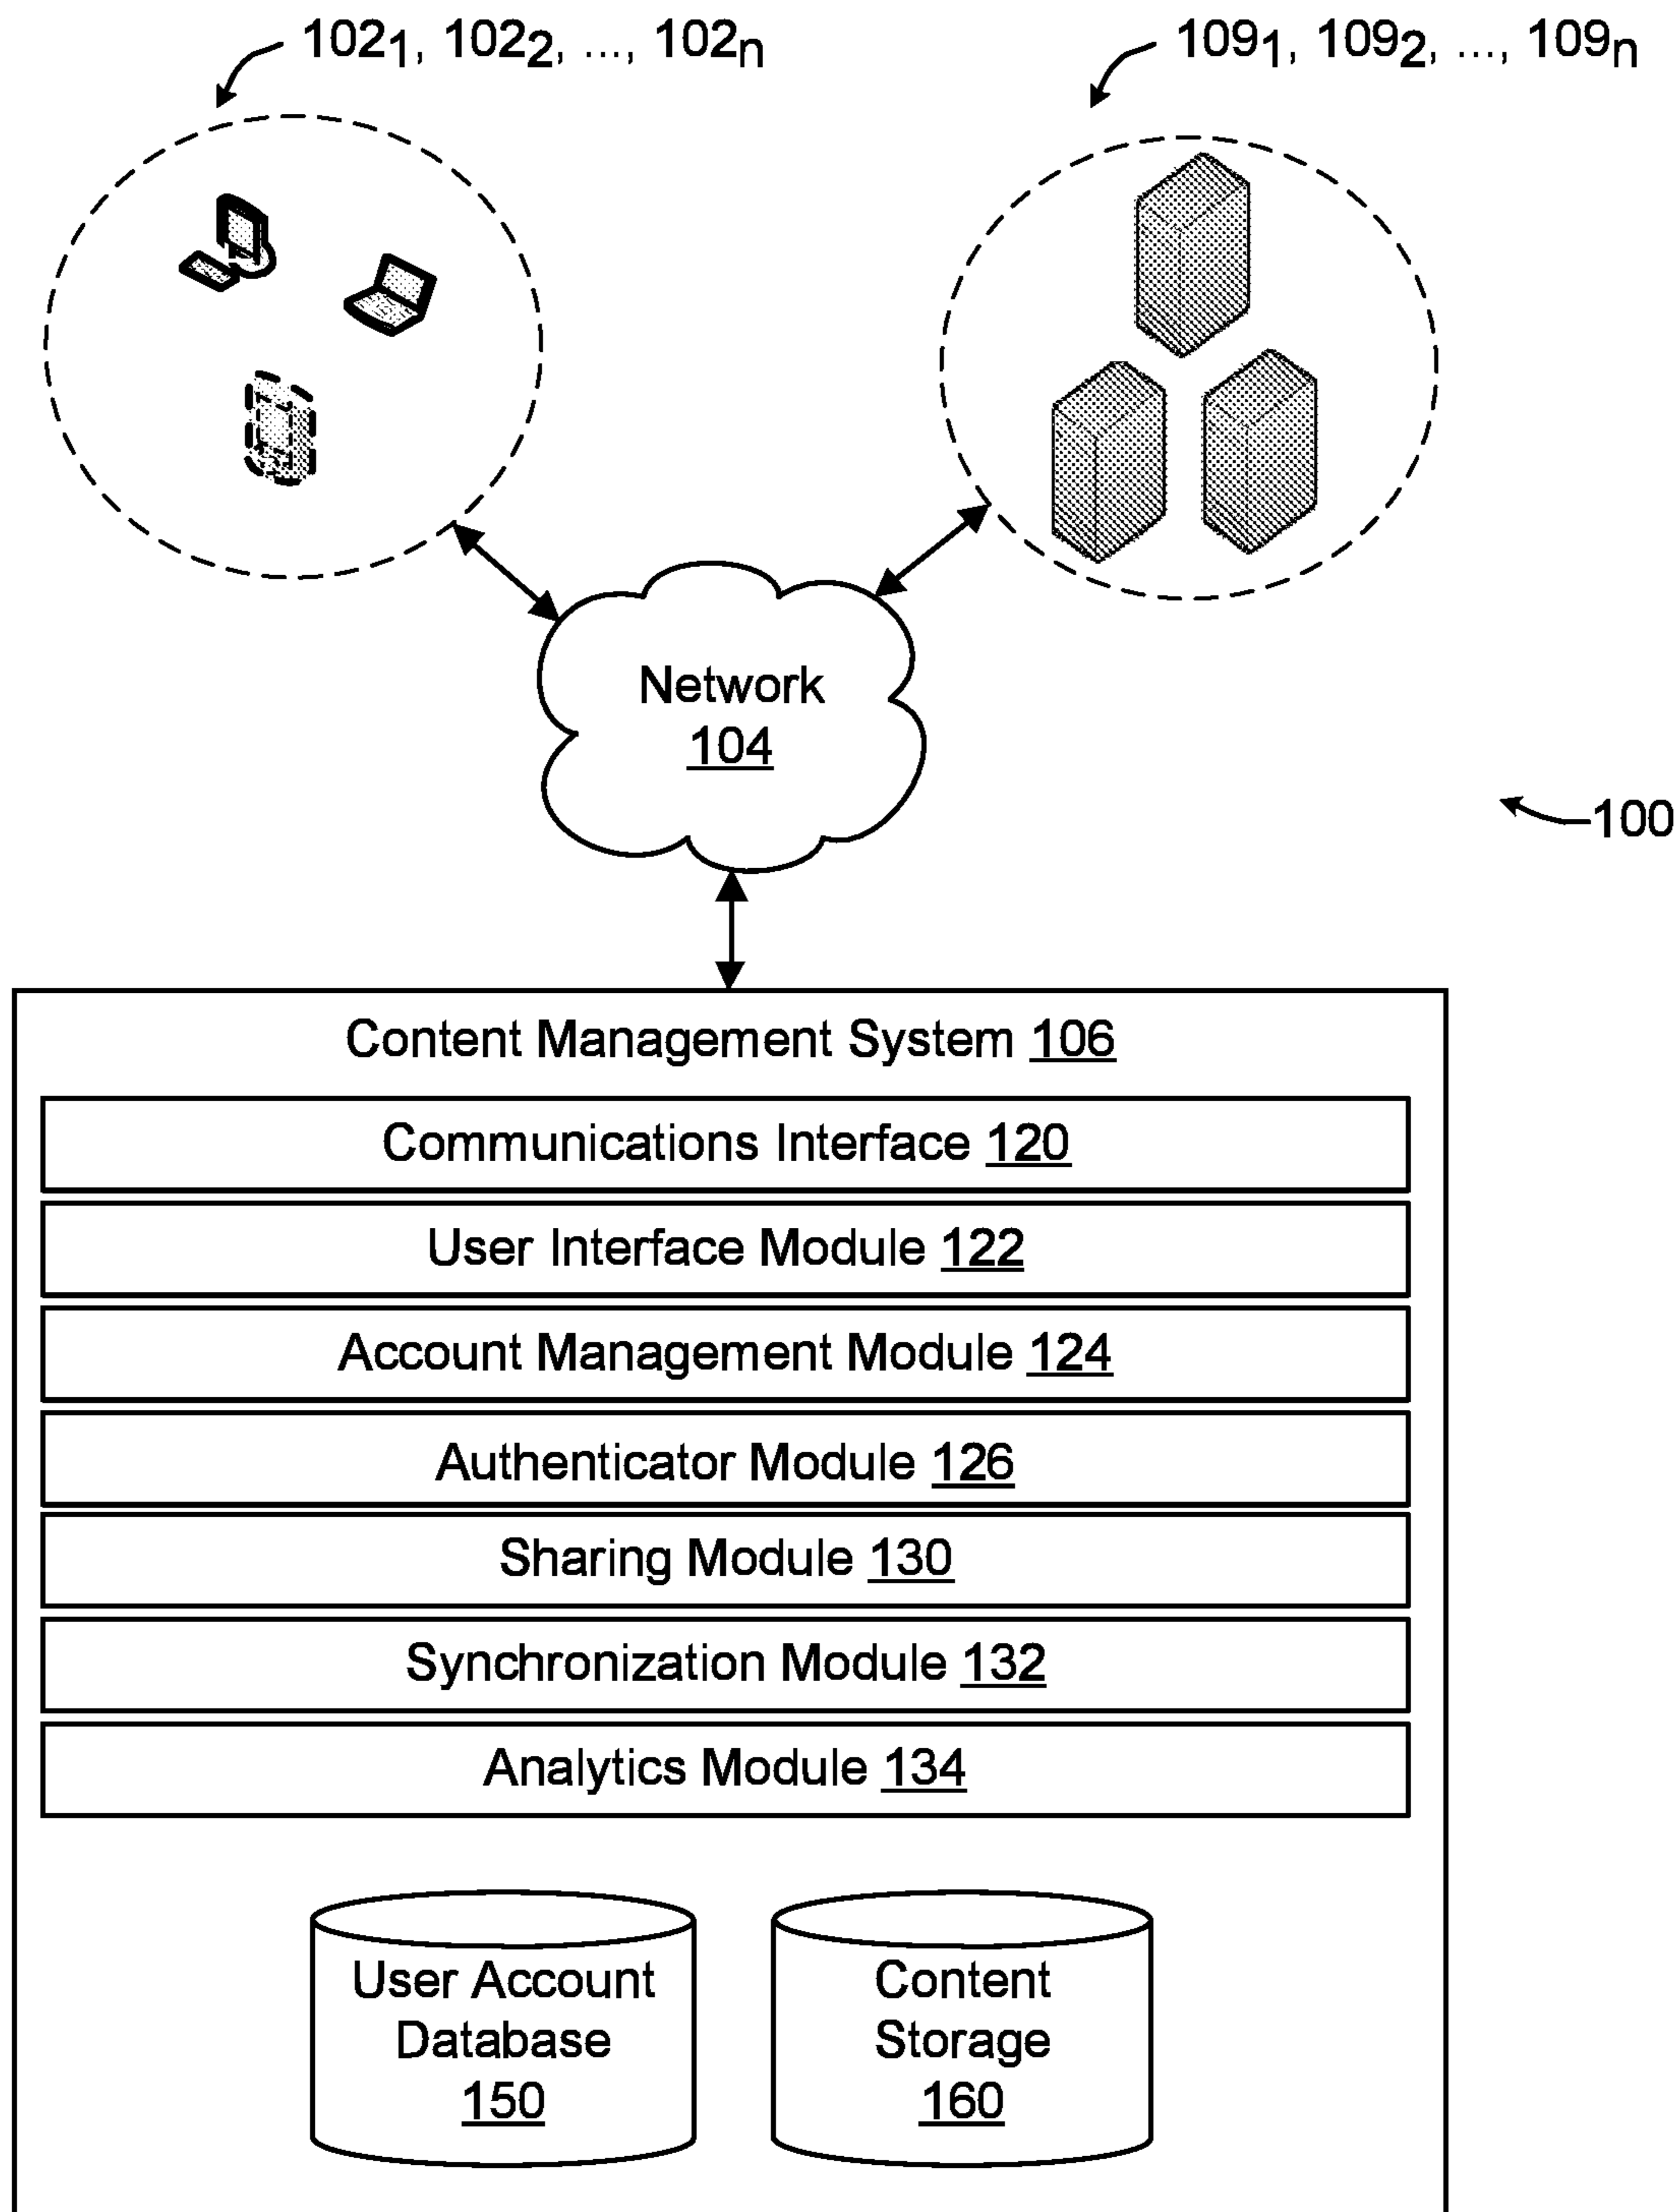 102₁, 102₂, ..., 102ₙ
109₁, 109₂, ..., 109ₙ
Network
104
100
Content Management System 106
Communications Interface 120
User Interface Module 122
Account Management Module 124
Authenticator Module 126
Sharing Module 130
Synchronization Module 132
Analytics Module 134
User Account
Database
150
Content
Storage
160